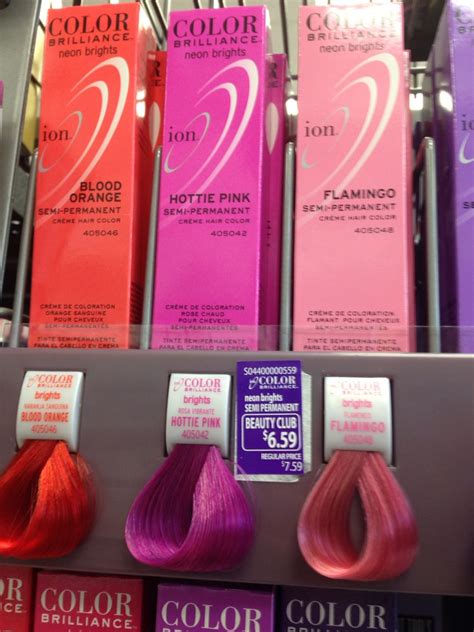 COLOR
BRILLIANCE
neon brights
ion
BLOOD
ORANGE
SEMI-PERMANENT
CRÈME HAIR COLOR
405046
CRÈME DE COLORATION
ORANGE SANGUINE
POUR CHEVEUX
SEMI-PERMANENTES
TINTE SEMIPERMANENTE
PARA EL CABELLO EN CREMA
COLOR
BRILLIANCE
neon brights
ion
HOTTIE PINK
SEMI-PERMANENT
CRÈME HAIR COLOR
405042
CRÈME DE COLORATION
ROSE CHAUD
POUR CHEVEUX
SEMI-PERMANENTES
TINTE SEMIPERMANENTE
PARA EL CABELLO EN CREMA
COLOR
BRILLIANCE
neon brights
ion
FLAMINGO
SEMI-PERMANENT
CRÈME HAIR COLOR
405048
CRÈME DE COLORATION
FLAMANT POUR CHEVEUX
SEMI-PERMANENTES
TINTE SEMIPERMANENTE
PARA EL CABELLO EN CREMA
COLOR
brights
NARANJA SANGUINA
BLOOD ORANGE
405046
COLOR
brights
ROSA VIBRANTE
HOTTIE PINK
405042
S04400000559
COLOR
neon brights
SEMI PERMANENT
BEAUTY CLUB
$6.59
REGULAR PRICE
$7.59
COLOR
brights
FLAMENCO
FLAMINGO
405048
COLOR
BRILLIANCE
COLOR
BRILLIANCE
COLOR
BRILLIANCE